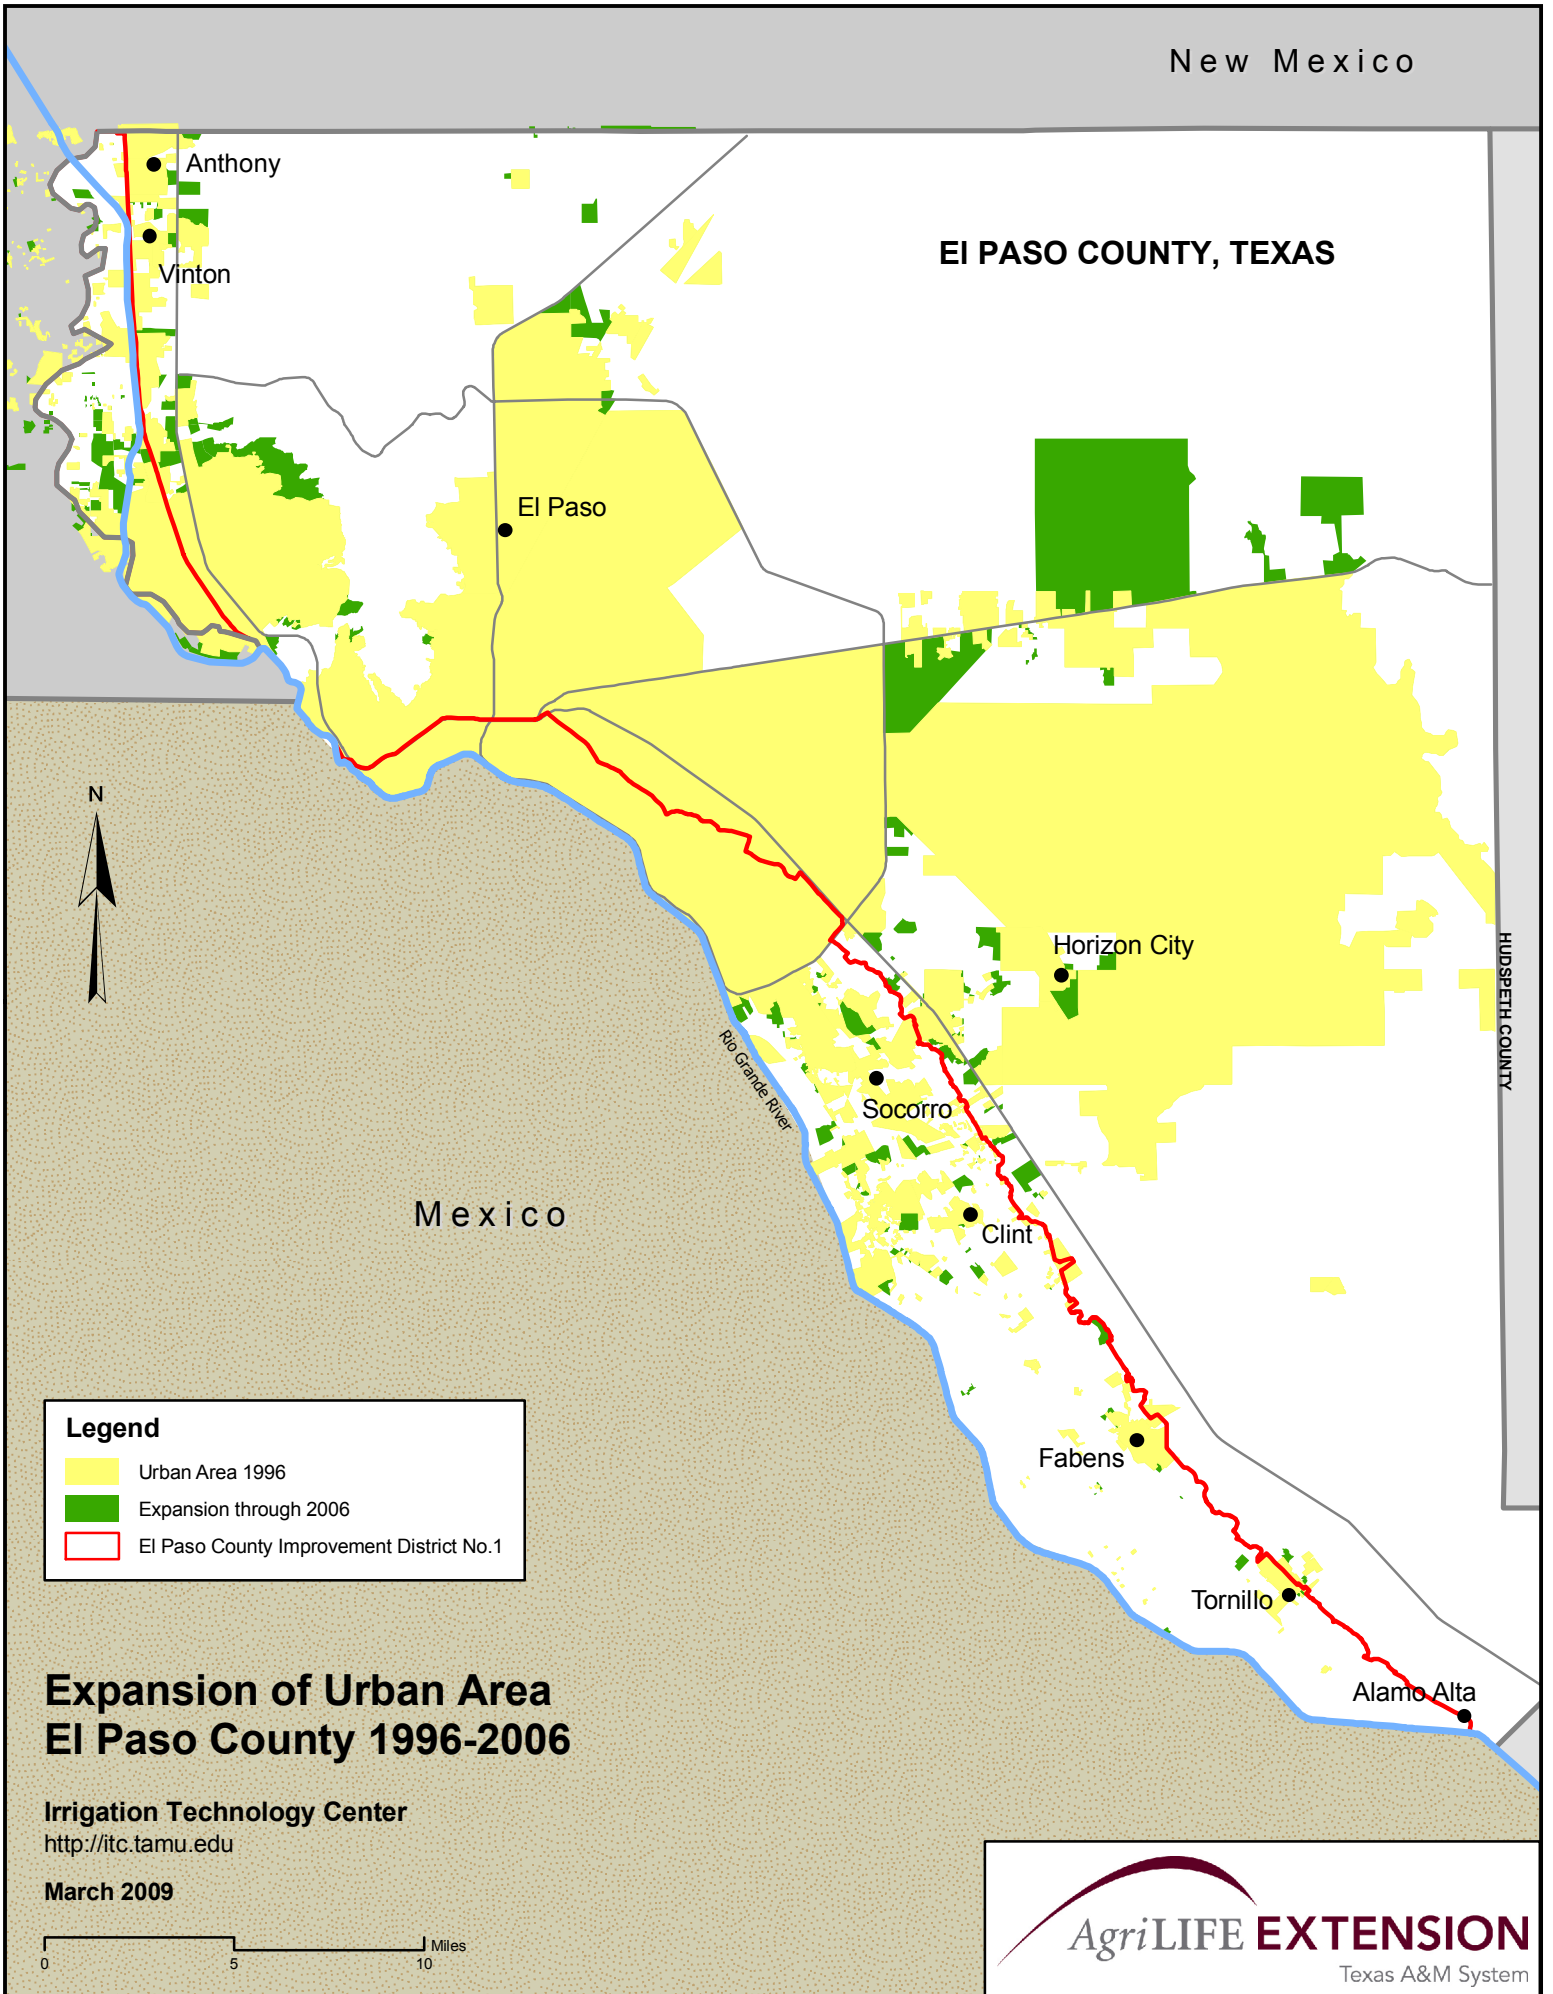 New Mexico
Anthony
El PASO COUNTY, TEXAS
Vinton
El Paso
N
Horizon City
HUDSPETH COUNTY
Rio Grande River
Socorro
Mexico
Clint
Legend
Urban Area 1996
Expansion through 2006
El Paso County Improvement District No.1
Fabens
Tornillo
Alamo Alta
Expansion of Urban Area
El Paso County 1996-2006
Irrigation Technology Center
http://itc.tamu.edu
March 2009
Miles
0 5 10
AgriLIFE EXTENSION
Texas A&M System